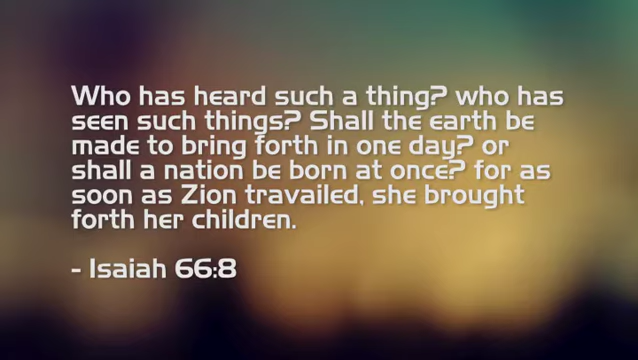 Who has heard such a thing? who has
seen such things? Shall the earth be
made to bring forth in one day? or
shall a nation be born at once? for as
soon as Zion travailed, she brought
forth her children.
- Isaiah 66:8